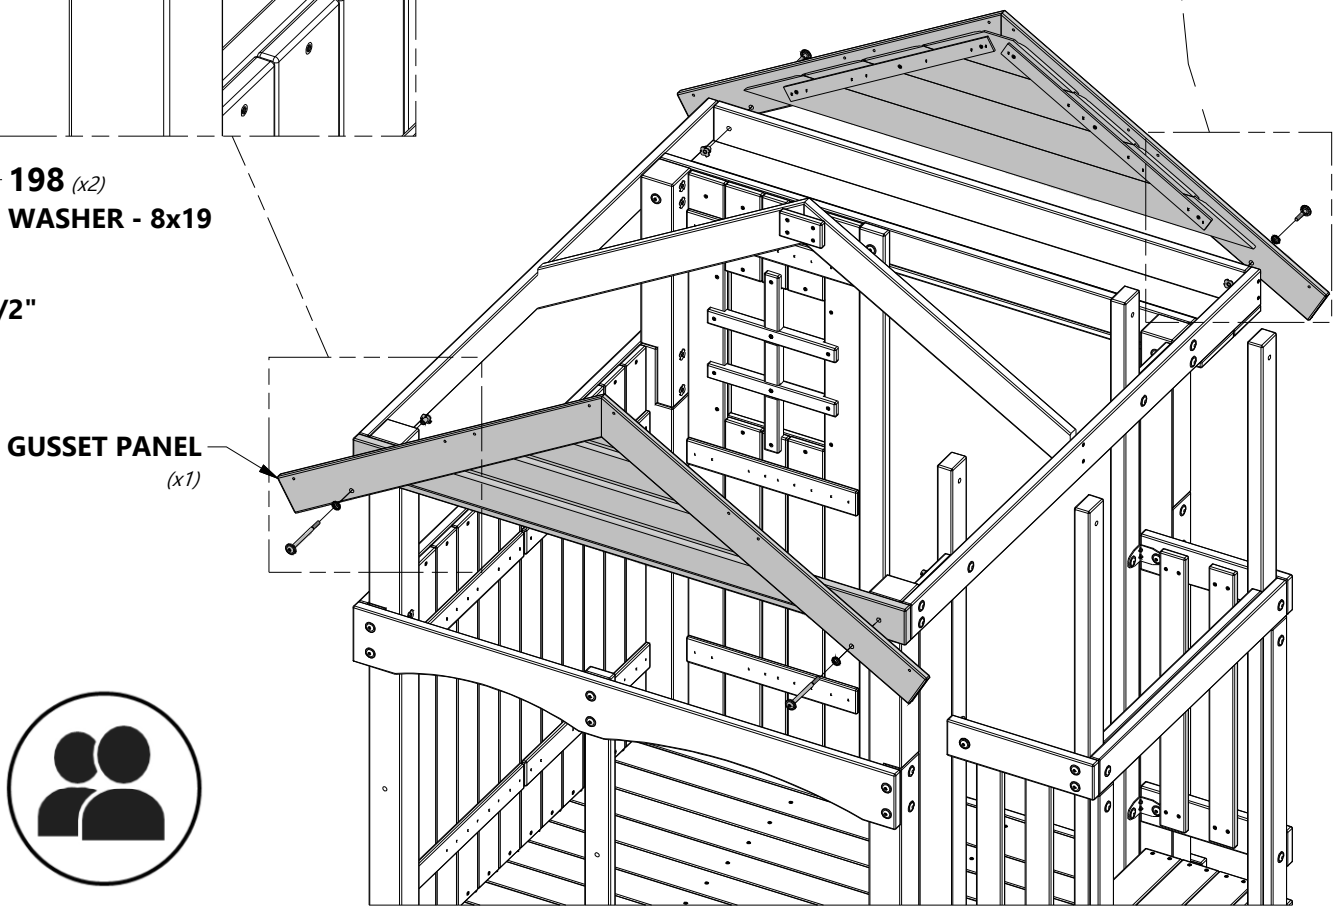 198 (x2)
WASHER - 8x19
/2"
GUSSET PANEL
(x1)